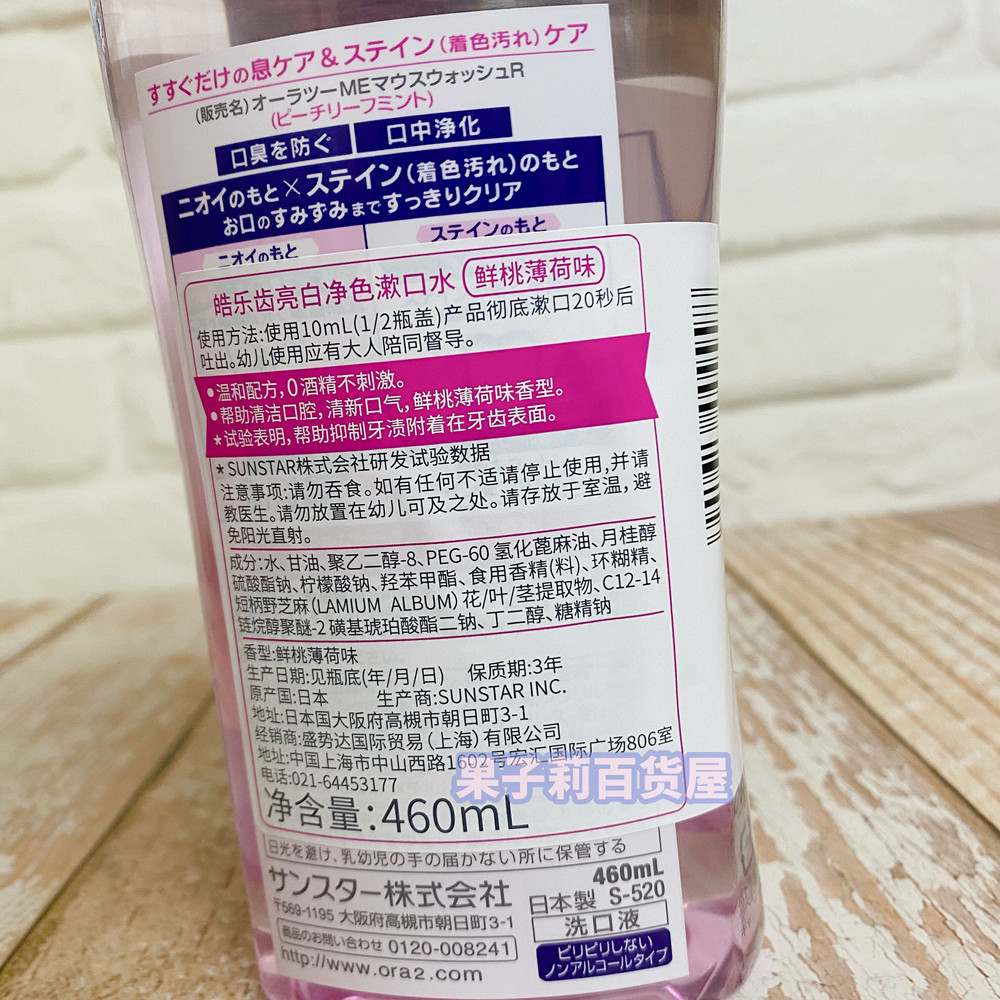 すすぐだけの息ケア&ステイン(着色汚れ)ケア
(販売名)オーラツーMEマウスウォッシュR
(ピーチリーフミント)
口臭を防ぐ 口中浄化
ニオイのもと×ステイン(着色汚れ)のもと
お口のすみずみまですっきりクリア
ニオイのもと ステインのもと
皓乐齿亮白净色漱口水 鲜桃薄荷味
使用方法:使用10mL(1/2瓶盖)产品彻底漱口20秒后
吐出。幼儿使用应有大人陪同督导。
•温和配方,0酒精不刺激。
•帮助清洁口腔,清新口气,鲜桃薄荷味香型。
★试验表明,帮助抑制牙渍附着在牙齿表面。
★SUNSTAR株式会社研发试验数据
注意事项:请勿吞食。如有任何不适请停止使用,并请
教医生。请勿放置在幼儿可及之处。请存放于室温,避
免阳光直射。
成分:水、甘油、聚乙二醇-8、PEG-60 氢化蓖麻油、月桂醇
硫酸酯钠、柠檬酸钠、羟苯甲酯、食用香精(料)、环糊精、
短柄野芝麻(LAMIUM ALBUM)花/叶/茎提取物、C12-14
链烷醇聚醚-2 磺基琥珀酸酯二钠、丁二醇、糖精钠
香型:鲜桃薄荷味
生产日期:见瓶底(年/月/日) 保质期:3年
原产国:日本 生产商:SUNSTAR INC.
地址:日本国大阪府高槻市朝日町3-1
经销商:盛势达国际贸易(上海)有限公司
地址:中国上海市中山西路1602号宏汇国际广场806室
电话:021-64453177
果子利百货屋
净含量:460mL
日光を避け、乳幼児の手の届かない所に保管する
サンスター株式会社
460mL
〒569-1195 大阪府高槻市朝日町3-1
日本製 S-520
商品のお問い合わせ 0120-008241
洗口液
http://www.ora2.com
ピリピリしない
ノンアルコールタイプ